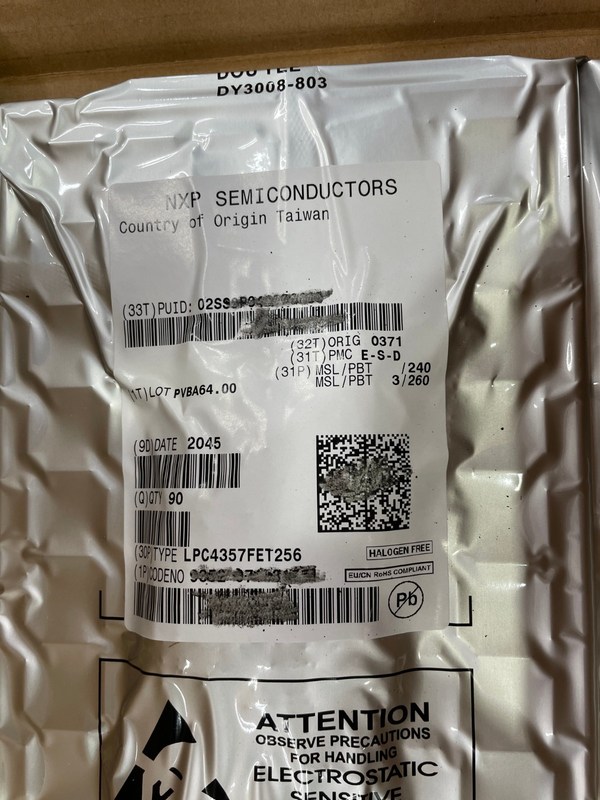 DY3008-803
NXP SEMICONDUCTORS
Country of Origin Taiwan
(33T)PUID:
(32T)ORIG 0371
(31T)PMC E-S-D
(31P) MSL/PBT /240
MSL/PBT 3/260
LOT PVBA64.00
(9D)DATE 2045
(Q)QTY 90
(30P)TYPE LPC4357FET256
HALOGEN FREE
(1P)CODENO
EU/CN RoHS COMPLIANT
Pb
ATTENTION
OBSERVE PRECAUTIONS
FOR HANDLING
ELECTROSTATIC
SENSITIVE